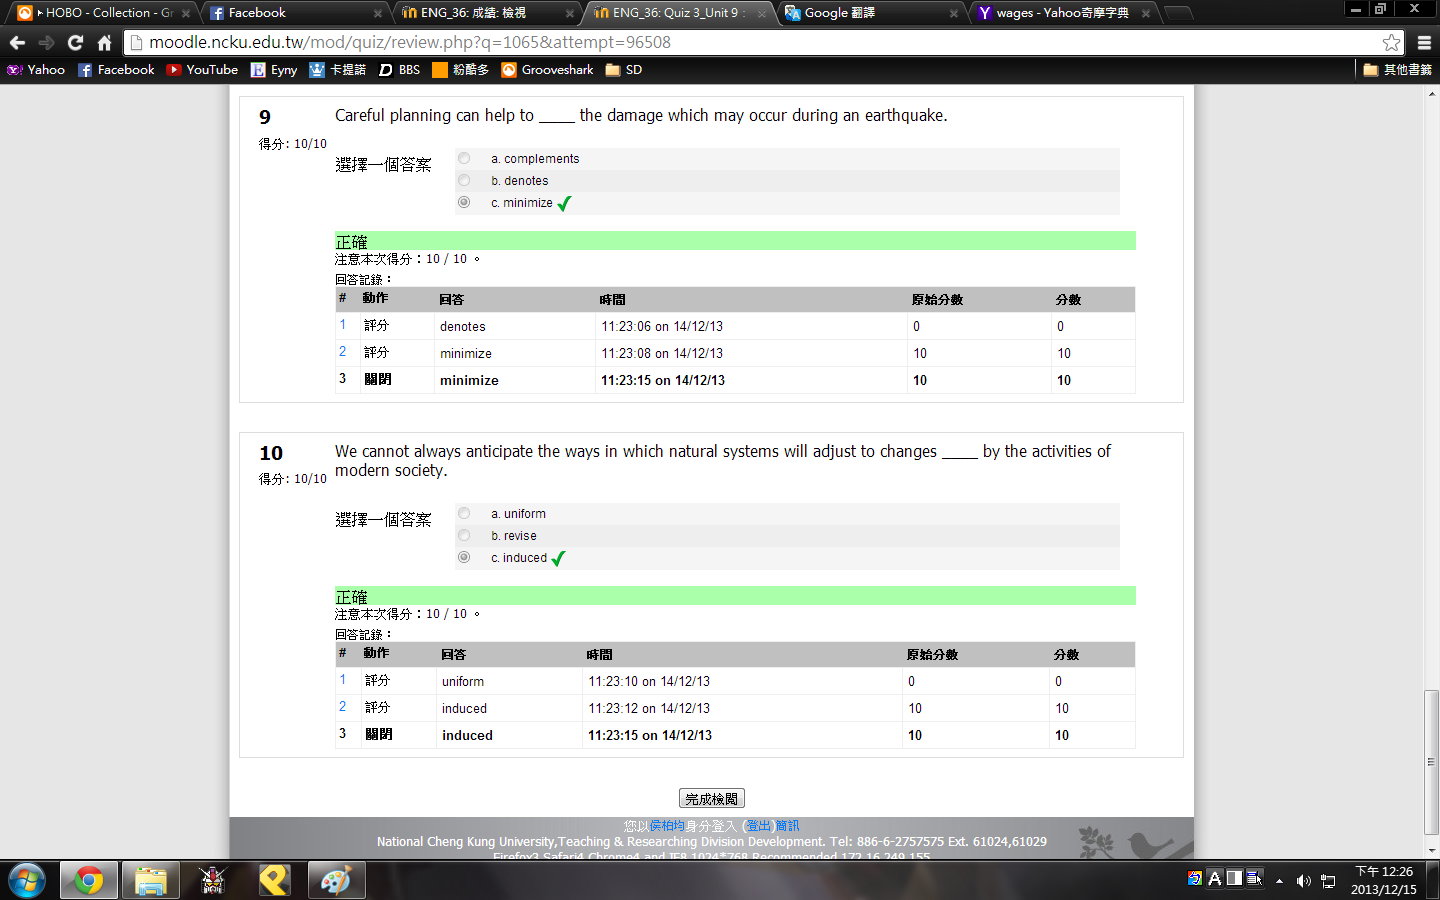 HOBO - Collection - Gr
Facebook
ENG_36: 成績: 檢視
ENG_36: Quiz 3_Unit 9 :
Google 翻譯
wages - Yahoo奇摩字典
moodle.ncku.edu.tw/mod/quiz/review.php?q=1065&attempt=96508
Yahoo Facebook YouTube Eyny 卡提諾 BBS 粉酷多 Grooveshark SD 其他書籤
9 Careful planning can help to _____ the damage which may occur during an earthquake.
得分: 10/10
選擇一個答案
a. complements
b. denotes
c. minimize
正確
注意本次得分：10 / 10 。
回答記錄：
# 動作 回答 時間 原始分數 分數
1 評分 denotes 11:23:06 on 14/12/13 0 0
2 評分 minimize 11:23:08 on 14/12/13 10 10
3 關閉 minimize 11:23:15 on 14/12/13 10 10
10 We cannot always anticipate the ways in which natural systems will adjust to changes _____ by the activities of
得分: 10/10 modern society.
選擇一個答案
a. uniform
b. revise
c. induced
正確
注意本次得分：10 / 10 。
回答記錄：
# 動作 回答 時間 原始分數 分數
1 評分 uniform 11:23:10 on 14/12/13 0 0
2 評分 induced 11:23:12 on 14/12/13 10 10
3 關閉 induced 11:23:15 on 14/12/13 10 10
完成檢閱
您以侯柏均身分登入 (登出)簡訊
National Cheng Kung University,Teaching & Researching Division Development. Tel: 886-6-2757575 Ext. 61024,61029
Firefox3,Safari4,Chrome4 and IE8 1024*768 Recommended 172.16.249.155
A
下午 12:26
2013/12/15